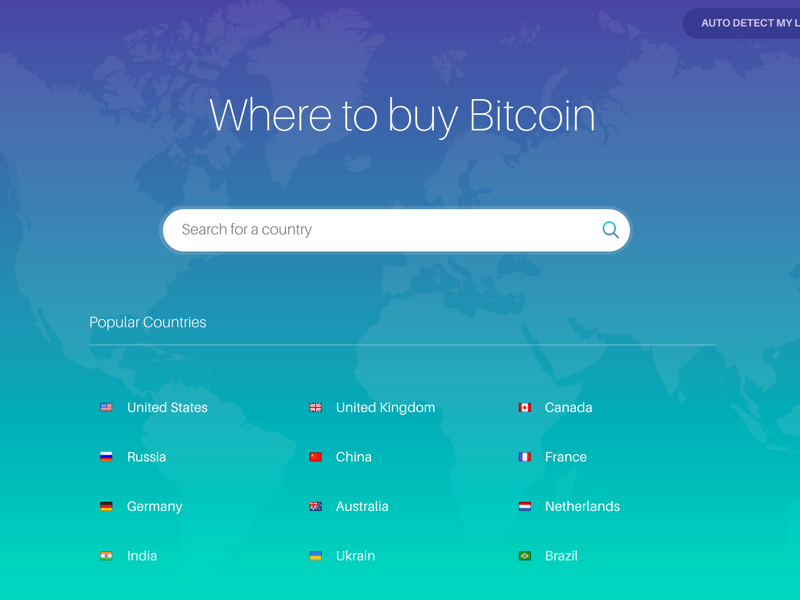 AUTO DETECT MY L
Where to buy Bitcoin
Search for a country
Popular Countries
United States
United Kingdom
Canada
Russia
China
France
Germany
Australia
Netherlands
India
Ukrain
Brazil